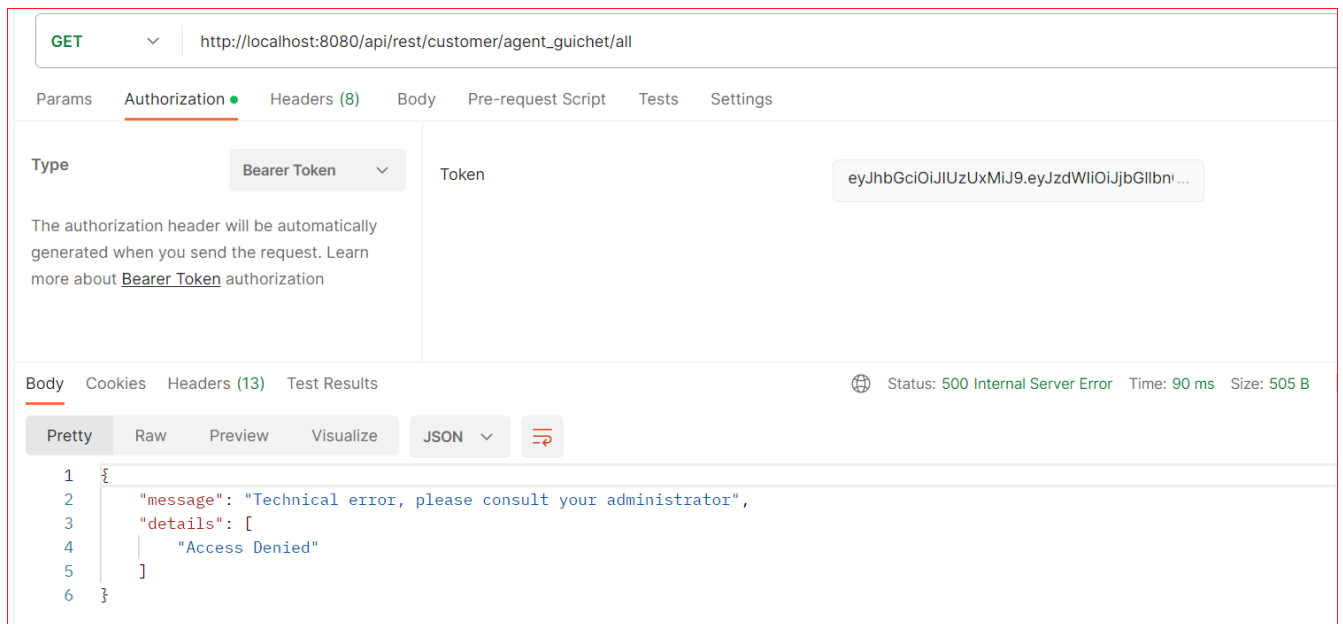 GET http://localhost:8080/api/rest/customer/agent_guichet/all
Params Authorization Headers (8) Body Pre-request Script Tests Settings
Type Bearer Token Token eyJhbGciOiJIUzUxMiJ9.eyJzdWIiOiJjbGllbn...
The authorization header will be automatically
generated when you send the request. Learn
more about Bearer Token authorization
Body Cookies Headers (13) Test Results Status: 500 Internal Server Error Time: 90 ms Size: 505 B
Pretty Raw Preview Visualize JSON
1 {
2 "message": "Technical error, please consult your administrator",
3 "details": [
4 "Access Denied"
5 ]
6 }